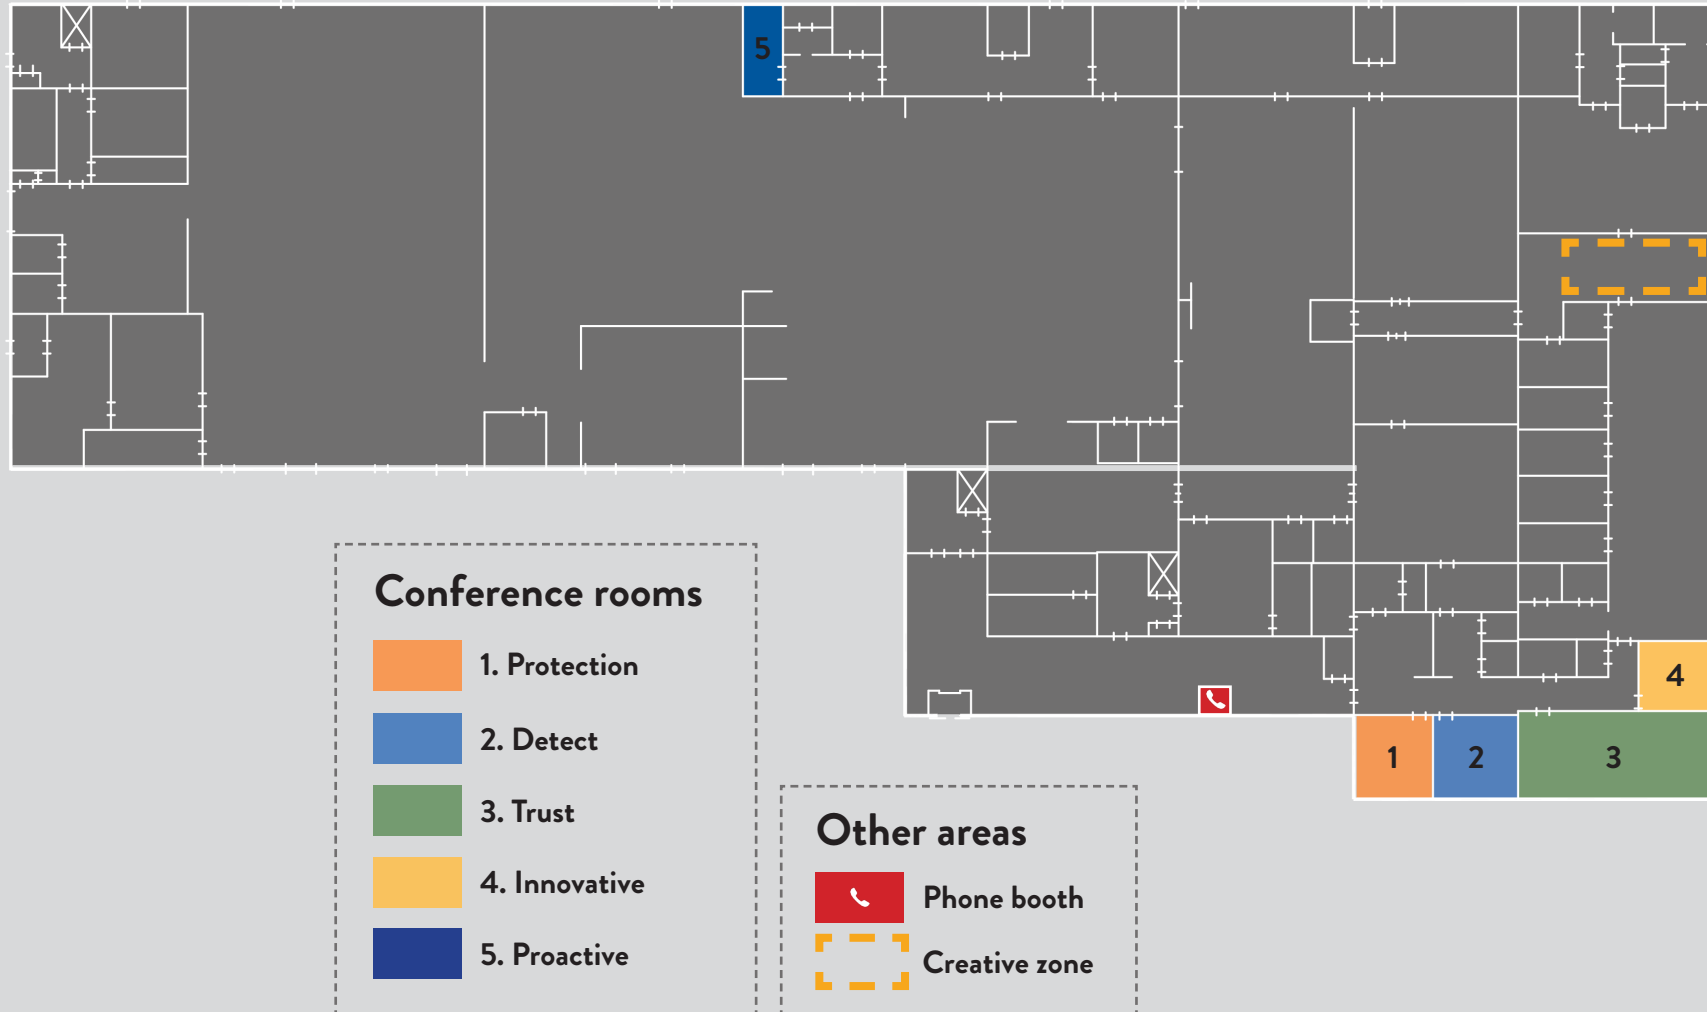 5
4
1
2
3
Conference rooms
1. Protection
2. Detect
3. Trust
4. Innovative
5. Proactive
Other areas
Phone booth
Creative zone